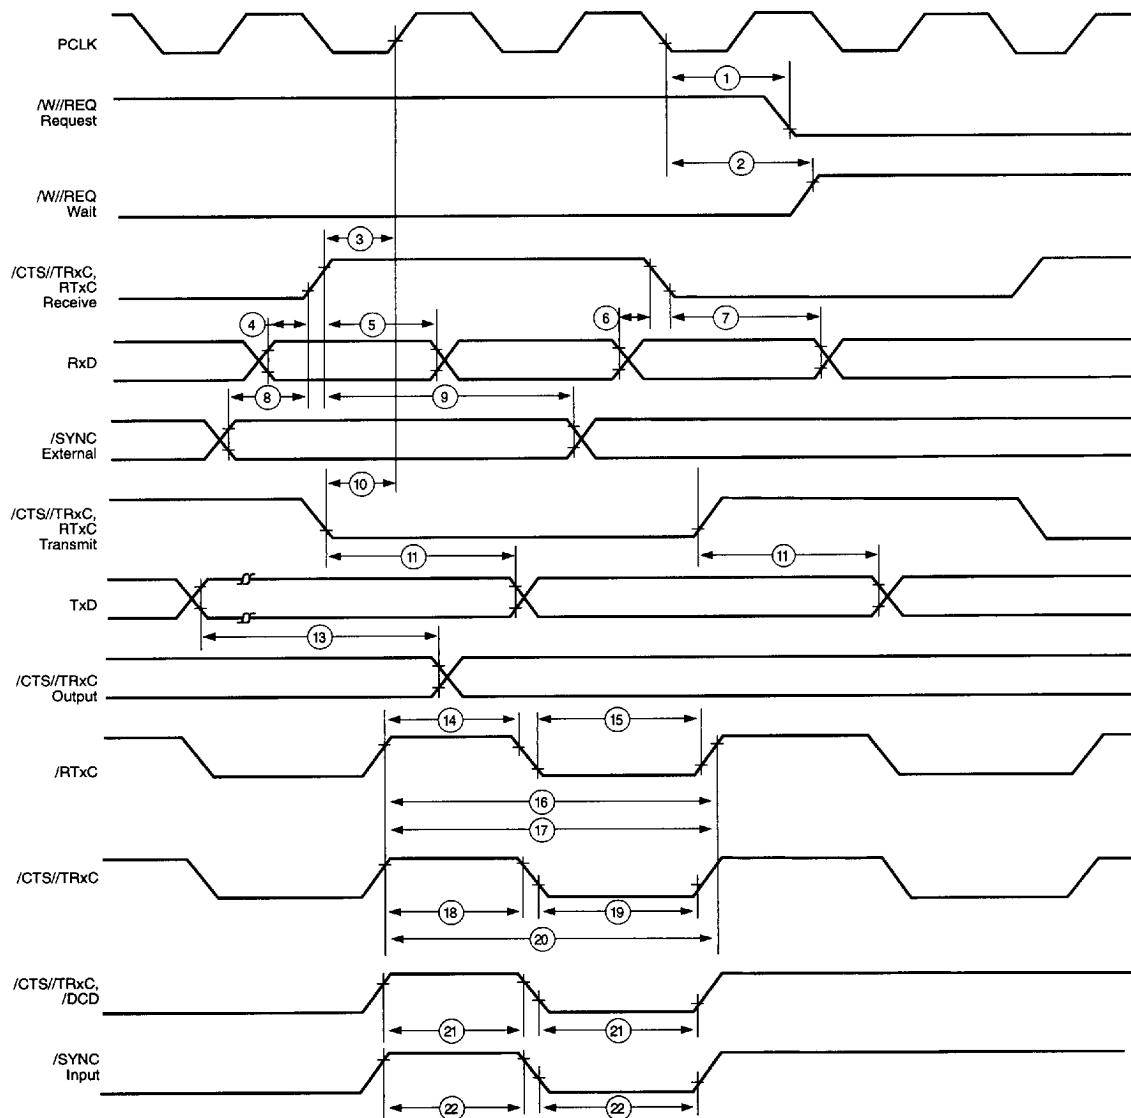 PCLK
1
/W//REQ
Request
2
/W//REQ
Wait
3
/CTS//TRxC,
RTxC
Receive
4
5
6
7
RxD
8
9
/SYNC
External
10
/CTS//TRxC,
RTxC
Transmit
11
11
TxD
13
/CTS//TRxC
Output
14
15
/RTxC
16
17
/CTS//TRxC
18
19
20
/CTS//TRxC,
/DCD
21
21
/SYNC
Input
22
22